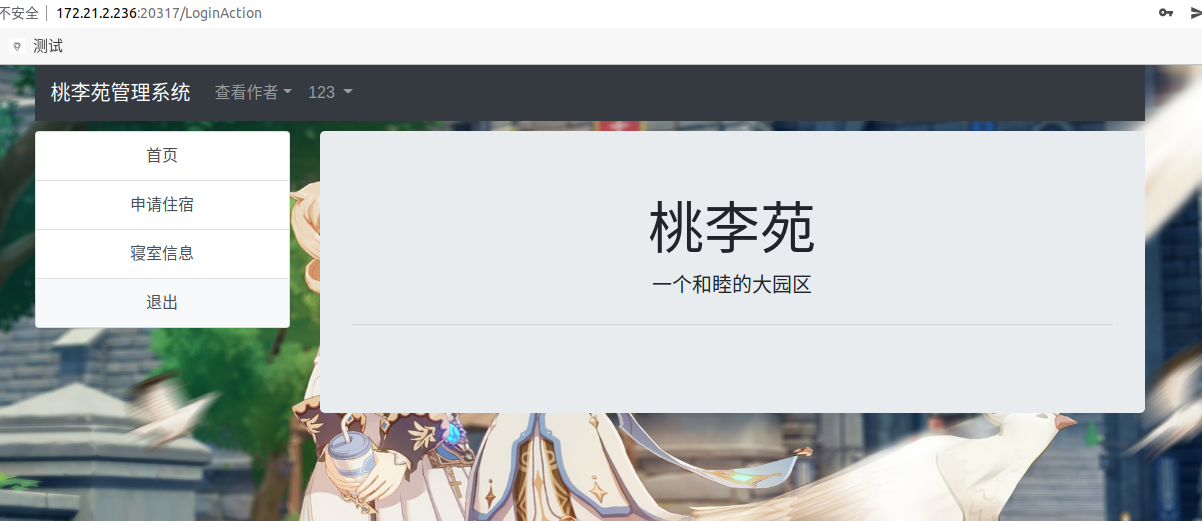 不安全 172.21.2.236:20317/LoginAction
测试
桃李苑管理系统 查看作者 123
首页
申请住宿
寝室信息
退出
桃李苑
一个和睦的大园区